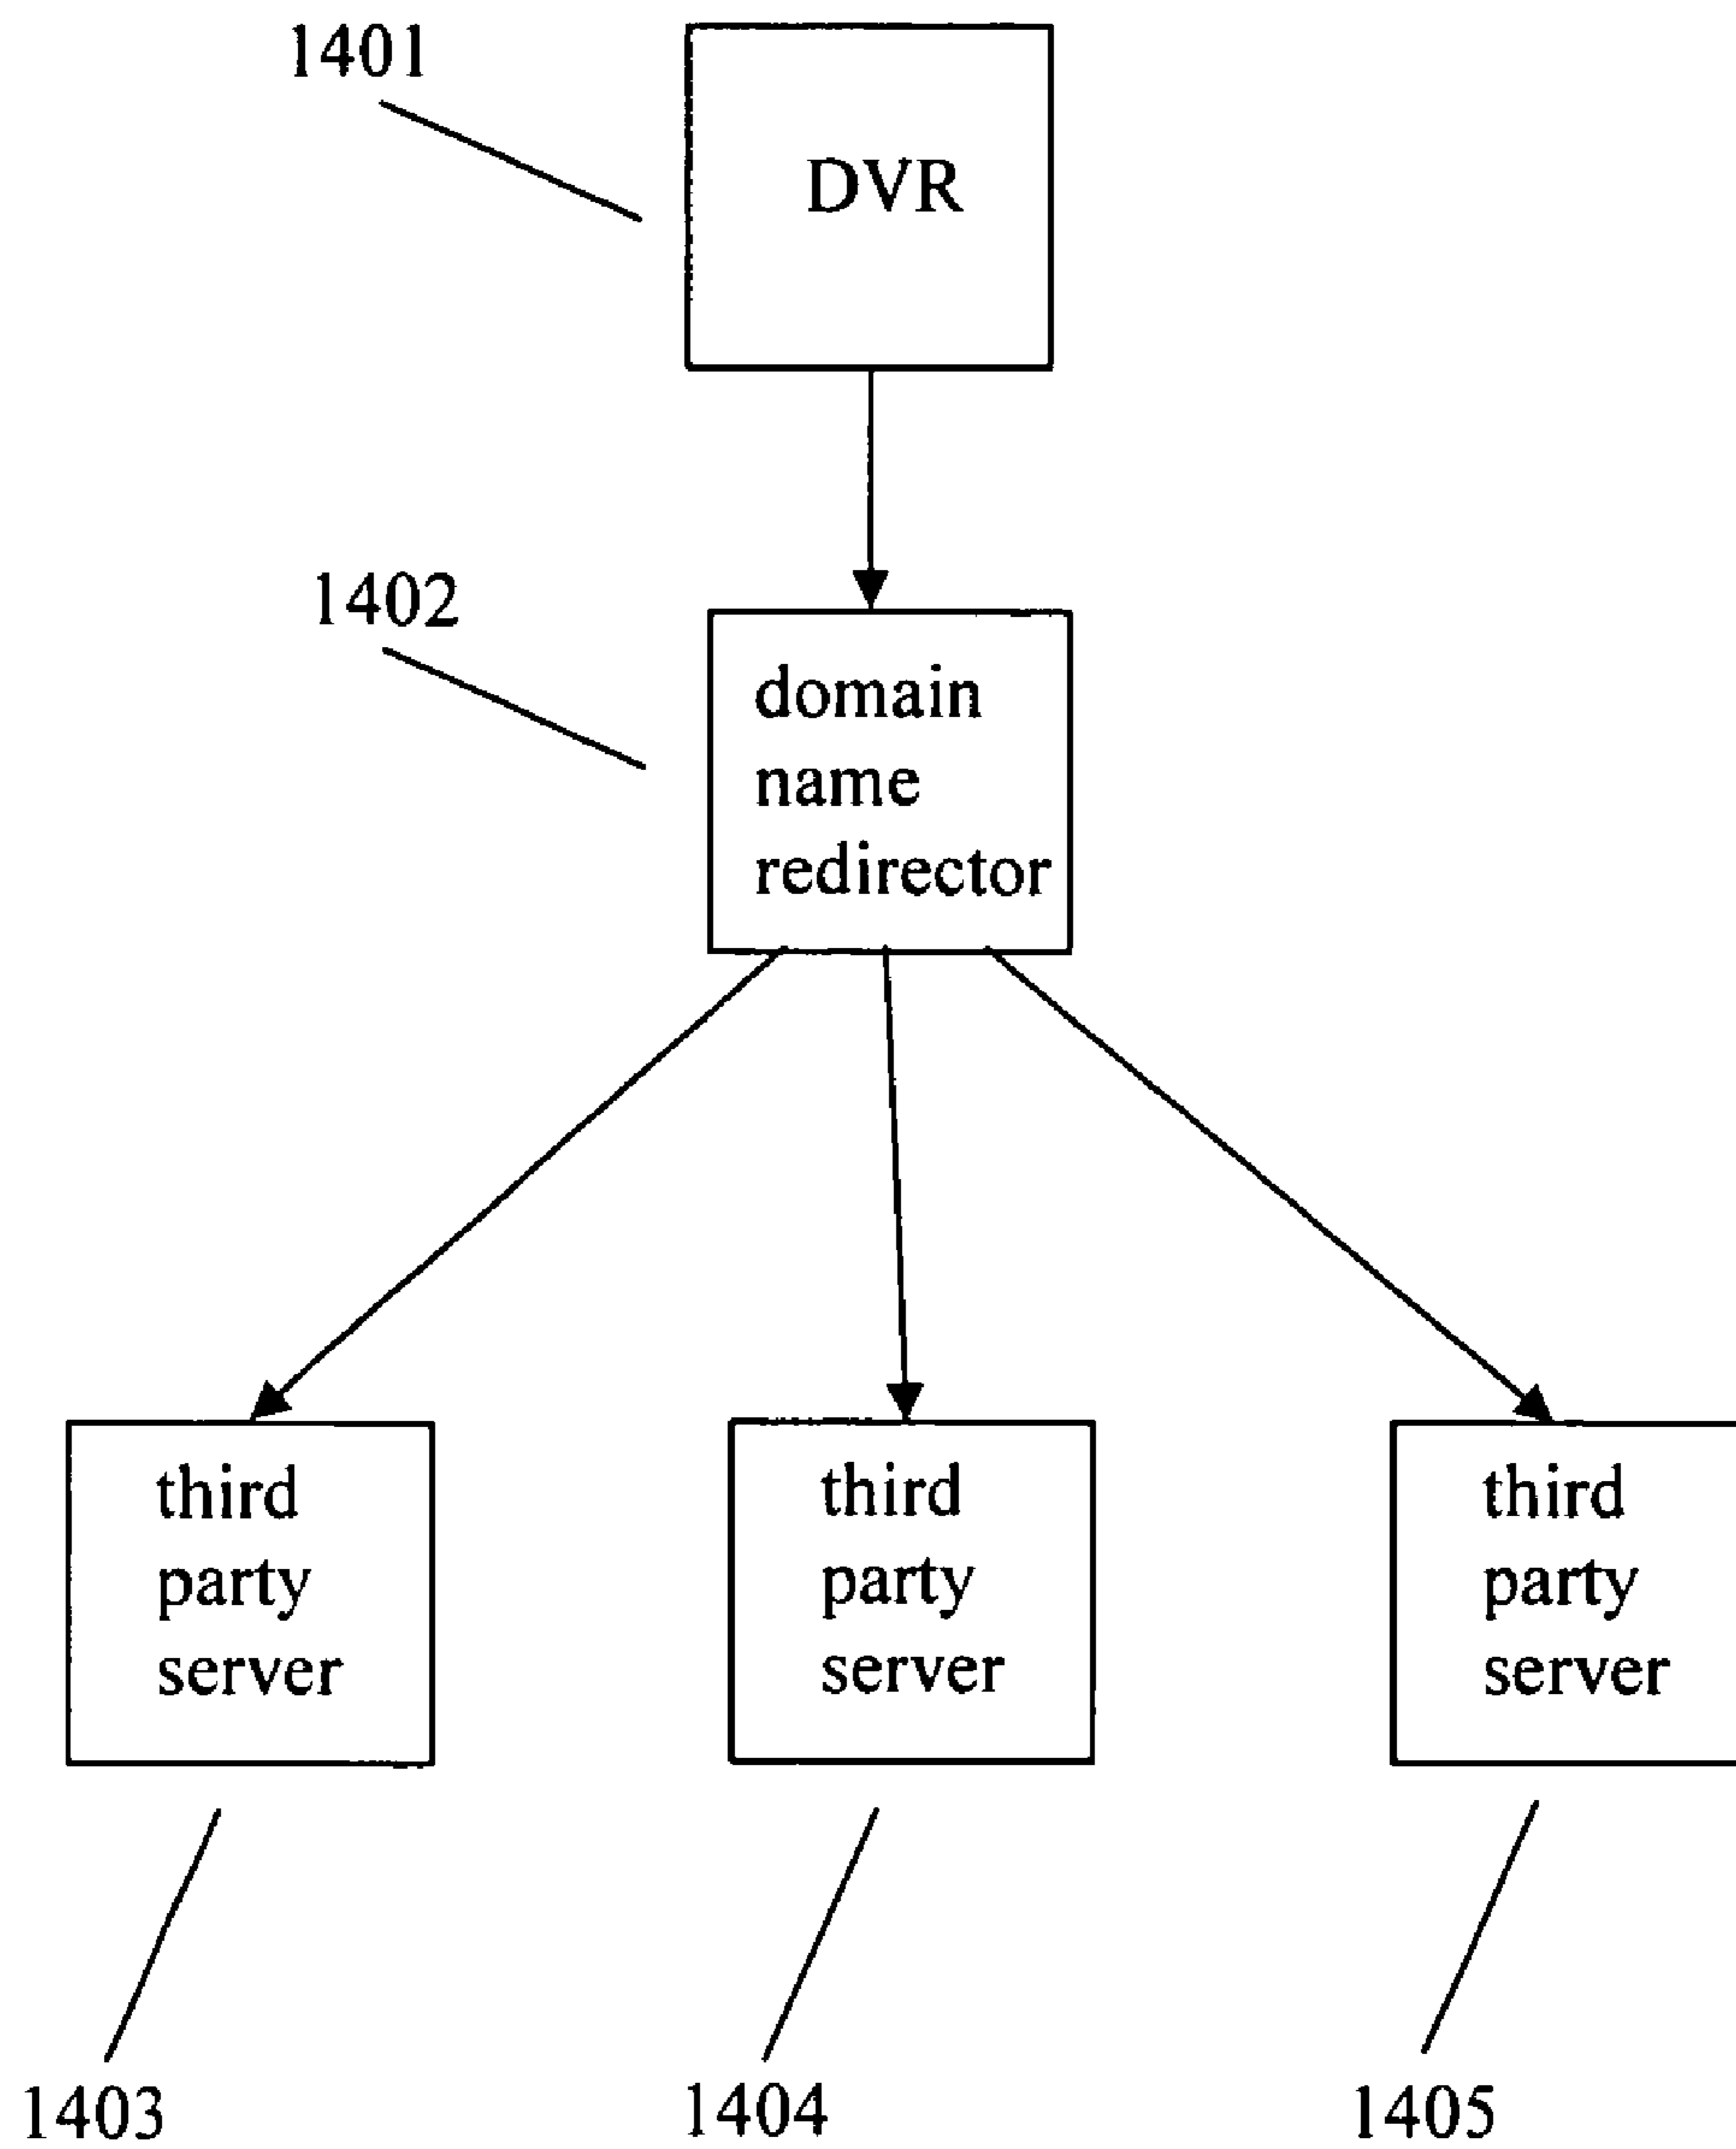 1401
DVR
1402
domain
name
redirector
third
party
server
third
party
server
third
party
server
1403
1404
1405